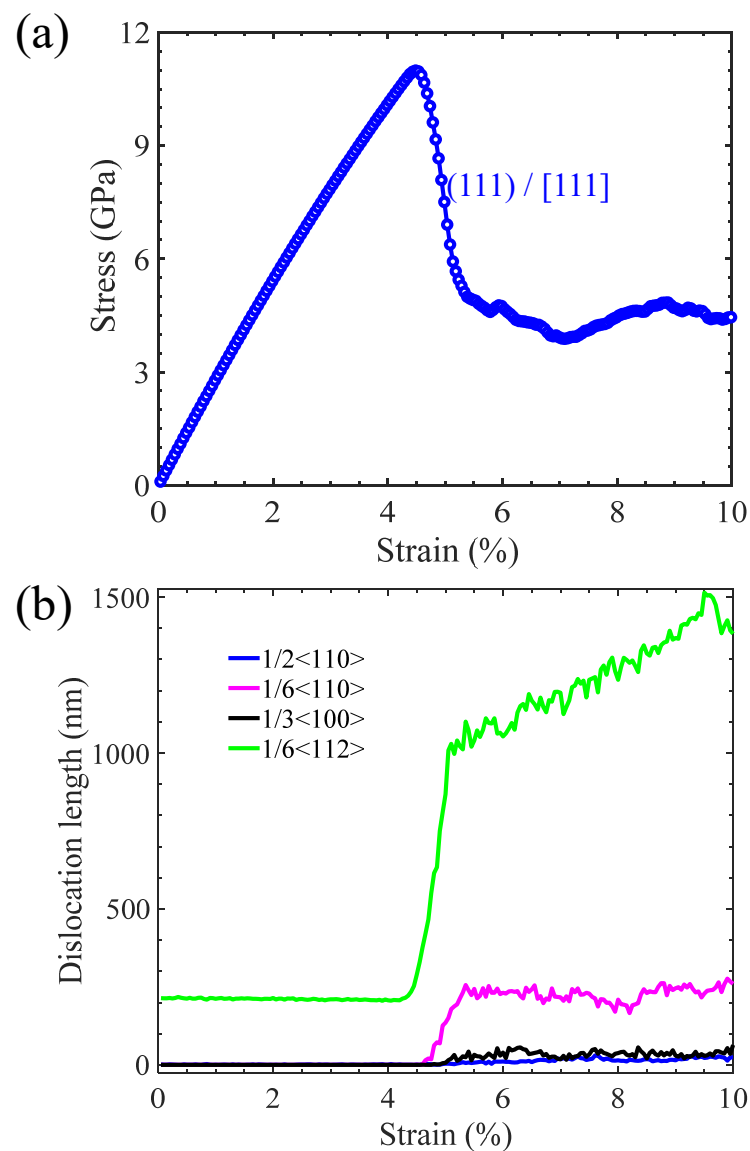 (a)
12
9
6
3
0
Stress (GPa)
(111) / [111]
0 2 4 6 8 10
Strain (%)
(b)
1500
1000
500
0
Dislocation length (nm)
1/2<110>
1/6<110>
1/3<100>
1/6<112>
0 2 4 6 8 10
Strain (%)